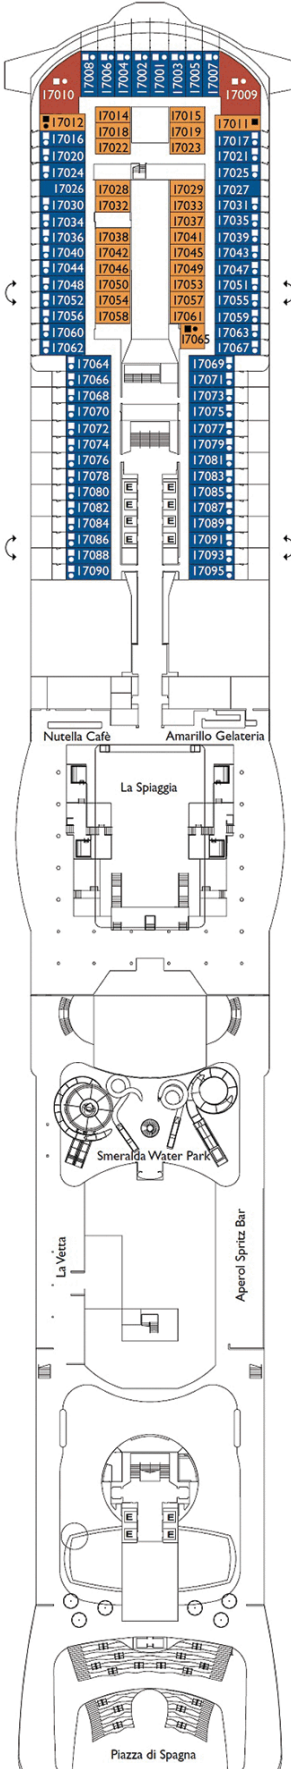 17008 17006 17004 17002 17001 17003 17005 17007
17010 17009
17014 17015
17012 17018 17019 17011
17016 17022 17023 17017
17020 17021
17024 17025
17026 17028 17029 17027
17030 17032 17033 17031
17034 17037 17035
17036 17038 17041 17039
17040 17042 17045 17043
17044 17046 17049 17047
17048 17050 17053 17051
17052 17054 17057 17055
17056 17058 17061 17059
17060 17065 17063
17062 17067
17064 17069
17066 17071
17068 17073
17070 17075
17072 17077
17074 17079
17076 17081
17078 17083
17080 E E 17085
17082 E E 17087
17084 E E 17089
17086 E E 17091
17088 17093
17090 17095
Nutella Cafè Amarillo Gelateria
La Spiaggia
Smeralda Water Park
La Vetta
Aperol Spritz Bar
E E
E E
Piazza di Spagna